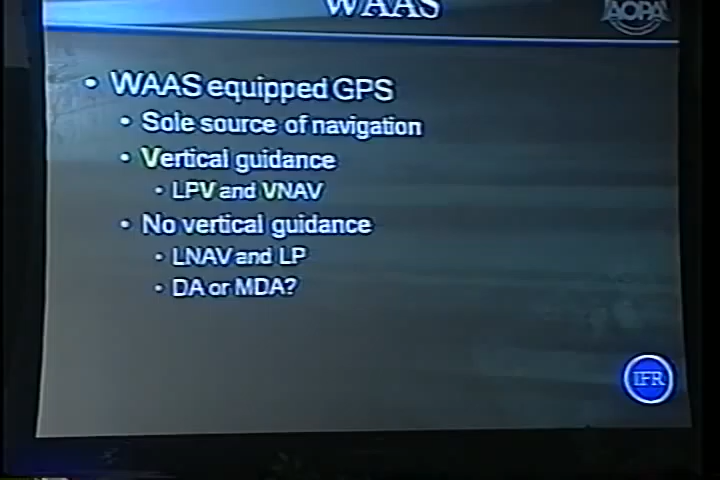 WAAS
AOPA
• WAAS equipped GPS
• Sole source of navigation
• Vertical guidance
• LPV and VNAV
• No vertical guidance
• LNAV and LP
• DA or MDA?
IFR